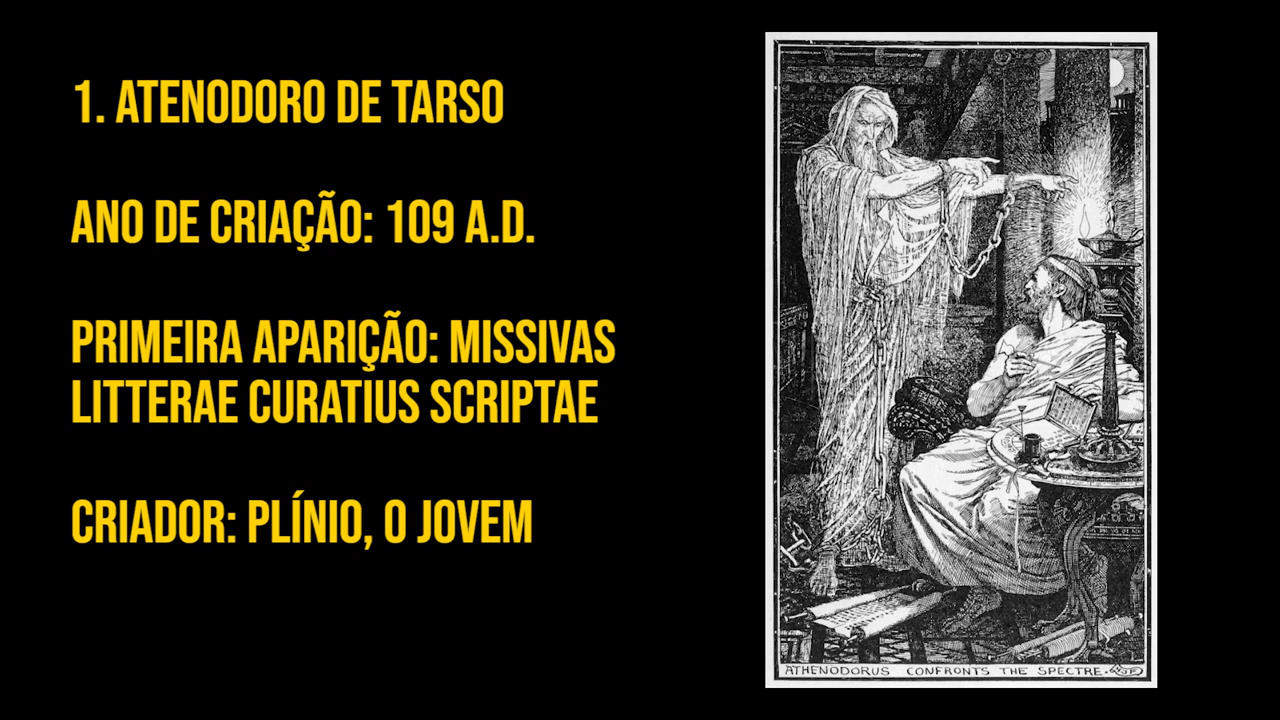 1. ATENODORO DE TARSO
ANO DE CRIAÇÃO: 109 A.D.
PRIMEIRA APARIÇÃO: MISSIVAS
LITTERAE CURATIUS SCRIPTAE
CRIADOR: PLÍNIO, O JOVEM
ATHENODORUS CONFRONTS THE SPECTRE.